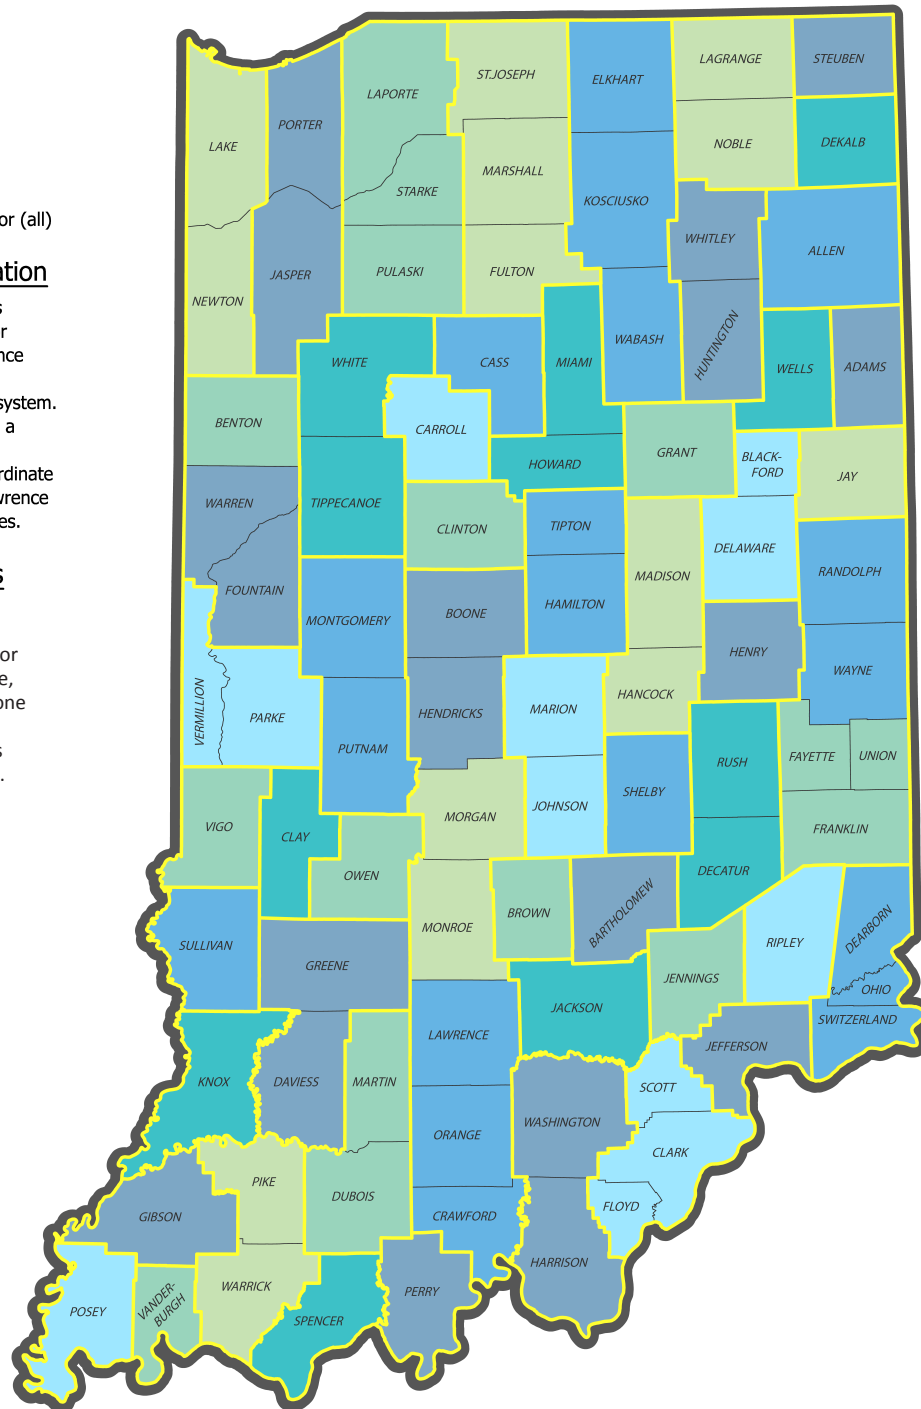 or (all)
ation
s
r
nce
system.
a
rdinate
wrence
es.
s
or
e,
one
s
.
LAKE
PORTER
LAPORTE
ST.JOSEPH
ELKHART
LAGRANGE
STEUBEN
STARKE
MARSHALL
KOSCIUSKO
NOBLE
DEKALB
NEWTON
JASPER
PULASKI
FULTON
WHITLEY
ALLEN
WHITE
CASS
MIAMI
WABASH
HUNTINGTON
WELLS
ADAMS
BENTON
CARROLL
HOWARD
GRANT
BLACK-
FORD
JAY
WARREN
TIPPECANOE
CLINTON
TIPTON
MADISON
DELAWARE
RANDOLPH
FOUNTAIN
MONTGOMERY
BOONE
HAMILTON
HENRY
WAYNE
VERMILLION
PARKE
PUTNAM
HENDRICKS
MARION
HANCOCK
RUSH
FAYETTE
UNION
VIGO
CLAY
OWEN
MORGAN
JOHNSON
SHELBY
DECATUR
FRANKLIN
SULLIVAN
GREENE
MONROE
BROWN
BARTHOLOMEW
JENNINGS
RIPLEY
DEARBORN
OHIO
SWITZERLAND
KNOX
DAVIESS
MARTIN
LAWRENCE
JACKSON
JEFFERSON
SCOTT
ORANGE
WASHINGTON
CLARK
GIBSON
PIKE
DUBOIS
CRAWFORD
FLOYD
HARRISON
POSEY
VANDER-
BURGH
WARRICK
SPENCER
PERRY